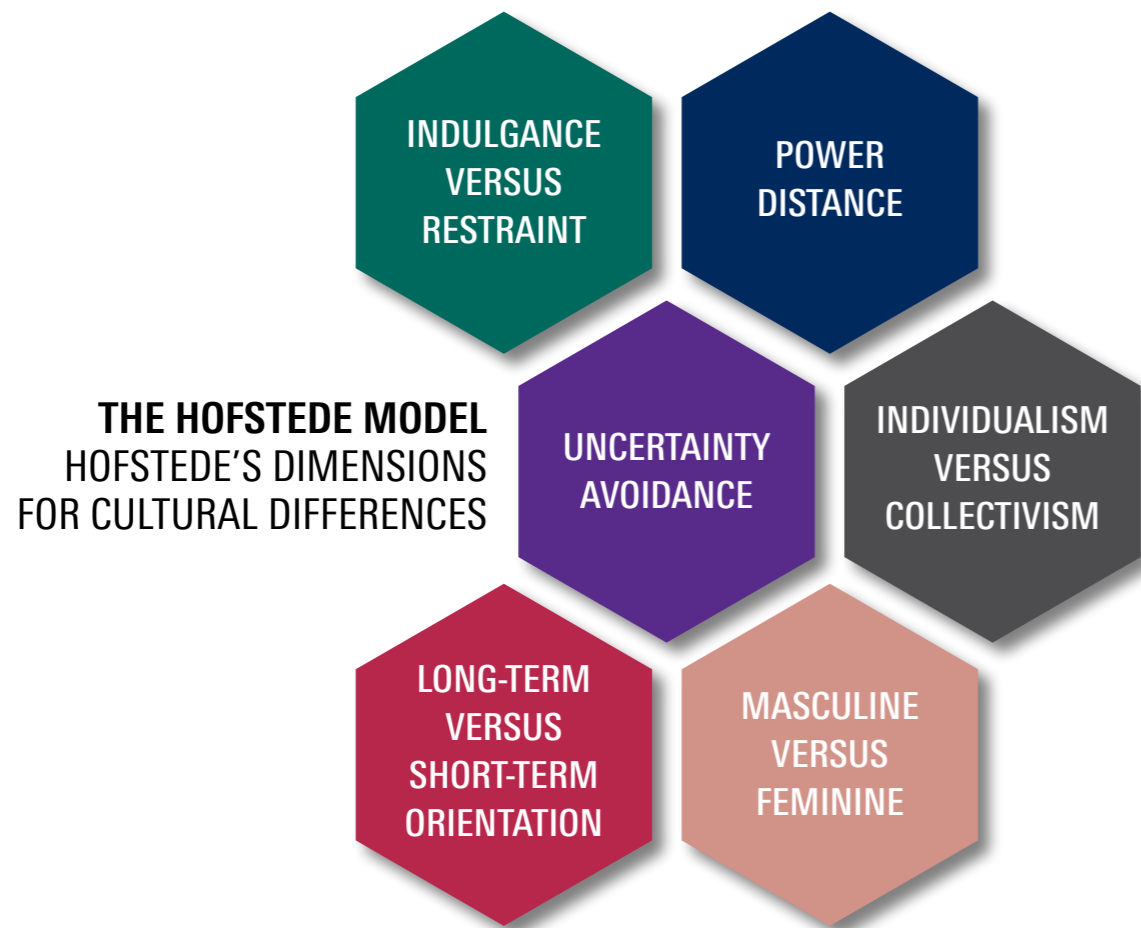 INDULGANCE
VERSUS
RESTRAINT
POWER
DISTANCE
THE HOFSTEDE MODEL
HOFSTEDE'S DIMENSIONS
FOR CULTURAL DIFFERENCES
UNCERTAINTY
AVOIDANCE
INDIVIDUALISM
VERSUS
COLLECTIVISM
LONG-TERM
VERSUS
SHORT-TERM
ORIENTATION
MASCULINE
VERSUS
FEMININE